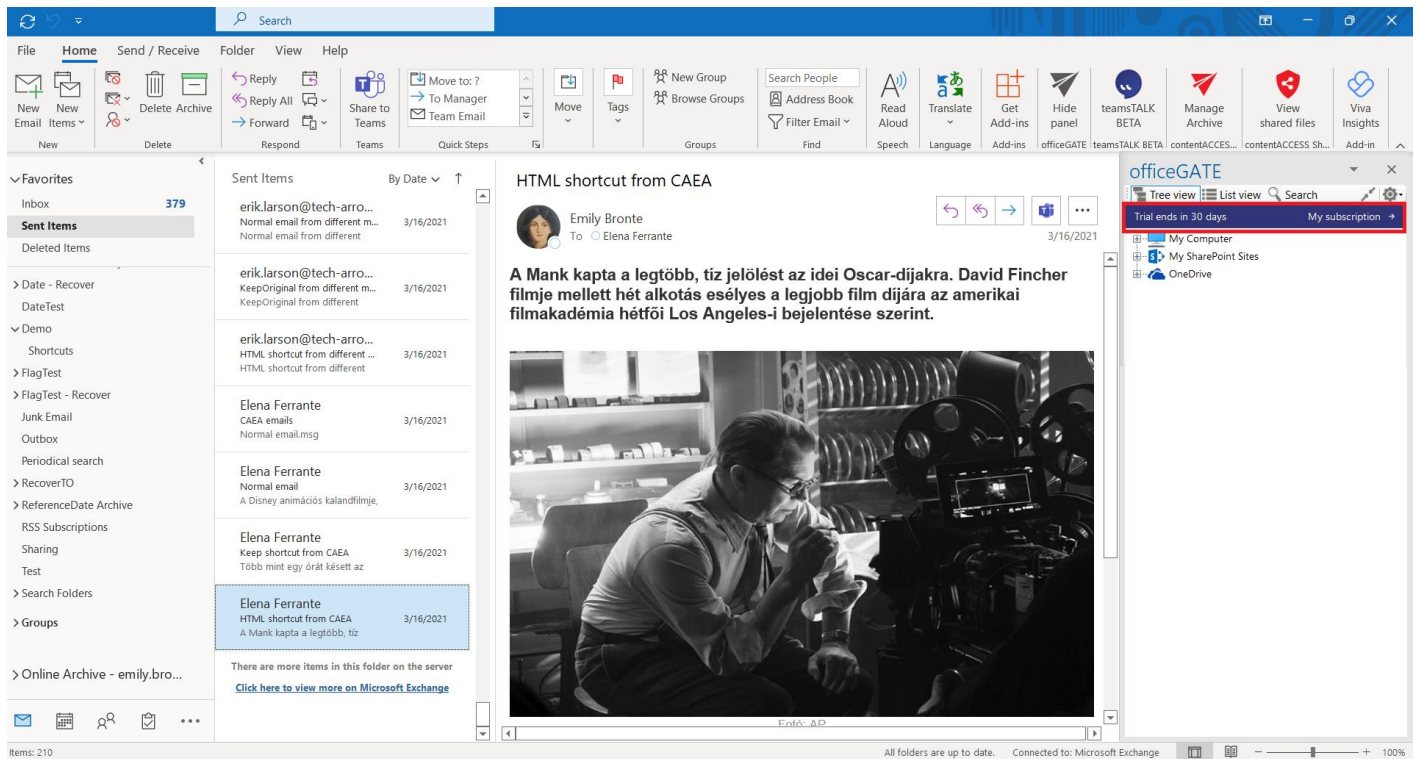 Search
File Home Send / Receive Folder View Help
New Email
New Items
Delete
Archive
Reply
Reply All
Forward
Share to Teams
Move to: ?
To Manager
Team Email
Move
Tags
New Group
Browse Groups
Search People
Address Book
Filter Email
Read Aloud
Translate
Get Add-ins
Hide panel
teamsTALK BETA
Manage Archive
View shared files
Viva Insights
New Delete Respond Teams Quick Steps Groups Find Speech Language Add-ins officeGATE teamsTALK BETA contentACCES... contentACCESS Sh... Add-in
Favorites
Inbox 379
Sent Items
Deleted Items
Date - Recover
DateTest
Demo
Shortcuts
FlagTest
FlagTest - Recover
Junk Email
Outbox
Periodical search
RecoverTO
ReferenceDate Archive
RSS Subscriptions
Sharing
Test
Search Folders
Groups
Online Archive - emily.bro...
Sent Items By Date
erik.larson@tech-arro...
Normal email from different m... 3/16/2021
Normal email from different
erik.larson@tech-arro...
KeepOriginal from different m... 3/16/2021
KeepOriginal from different
erik.larson@tech-arro...
HTML shortcut from different ... 3/16/2021
HTML shortcut from different
Elena Ferrante
CAEA emails 3/16/2021
Normal email.msg
Elena Ferrante
Normal email 3/16/2021
A Disney animációs kalandfilmje,
Elena Ferrante
Keep shortcut from CAEA 3/16/2021
Több mint egy órát késett az
Elena Ferrante
HTML shortcut from CAEA 3/16/2021
A Mank kapta a legtöbb, tíz
There are more items in this folder on the server
Click here to view more on Microsoft Exchange
HTML shortcut from CAEA
Emily Bronte
To Elena Ferrante
3/16/2021
A Mank kapta a legtöbb, tíz jelölést az idei Oscar-díjakra. David Fincher
filmje mellett hét alkotás esélyes a legjobb film díjára az amerikai
filmakadémia hétfői Los Angeles-i bejelentése szerint.
Fotó: AP
officeGATE
Tree view List view Search
Trial ends in 30 days My subscription
My Computer
My SharePoint Sites
OneDrive
Items: 210
All folders are up to date. Connected to: Microsoft Exchange 100%